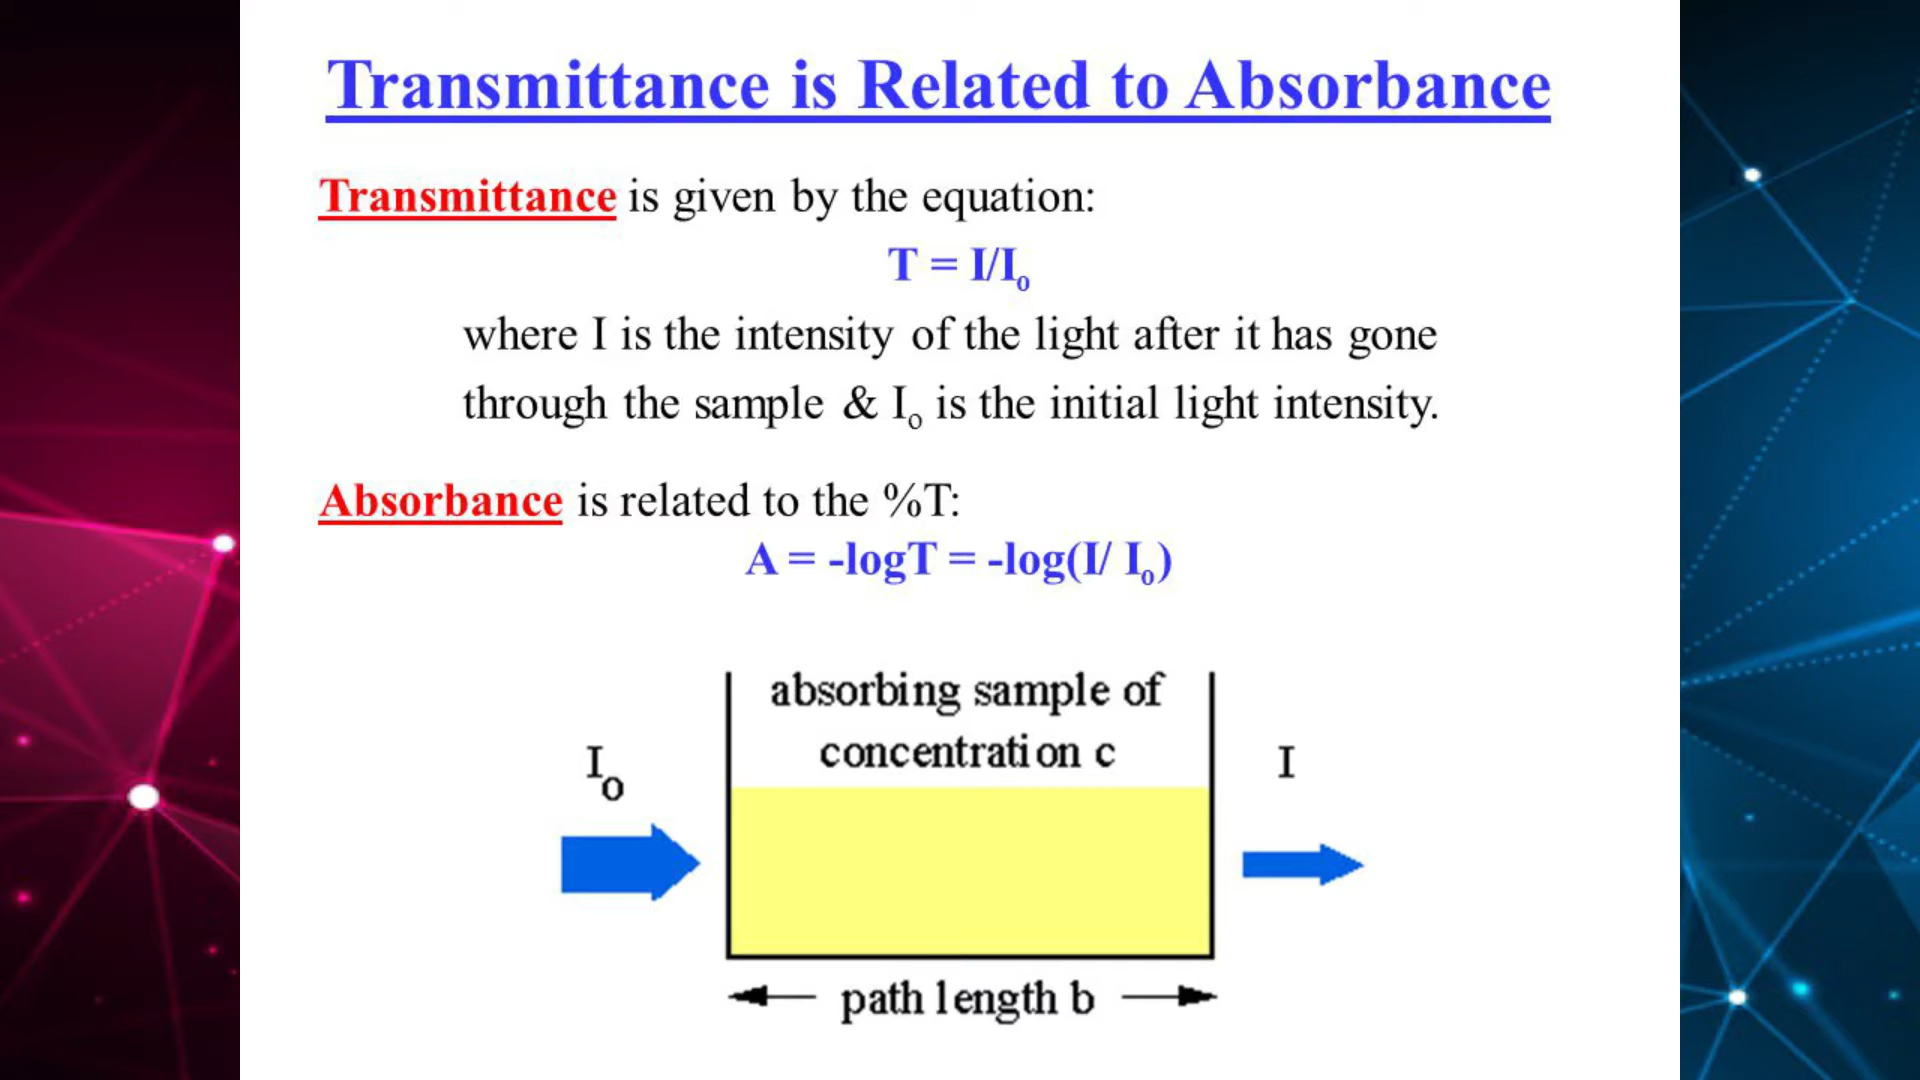 Transmittance is Related to Absorbance
Transmittance is given by the equation:
T = I/Iₒ
where I is the intensity of the light after it has gone
through the sample & Iₒ is the initial light intensity.
Absorbance is related to the %T:
A = -logT = -log(I/ Iₒ)
absorbing sample of
concentration c
Iₒ
I
path length b